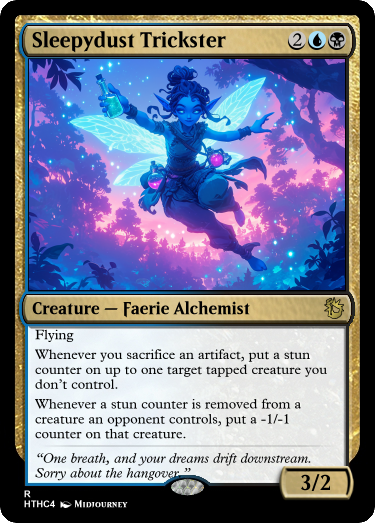 Sleepydust Trickster 2
Creature — Faerie Alchemist
Flying
Whenever you sacrifice an artifact, put a stun
counter on up to one target tapped creature you
don't control.
Whenever a stun counter is removed from a
creature an opponent controls, put a -1/-1
counter on that creature.
"One breath, and your dreams drift downstream.
Sorry about the hangover."
3/2
R
HTHC4 Midjourney